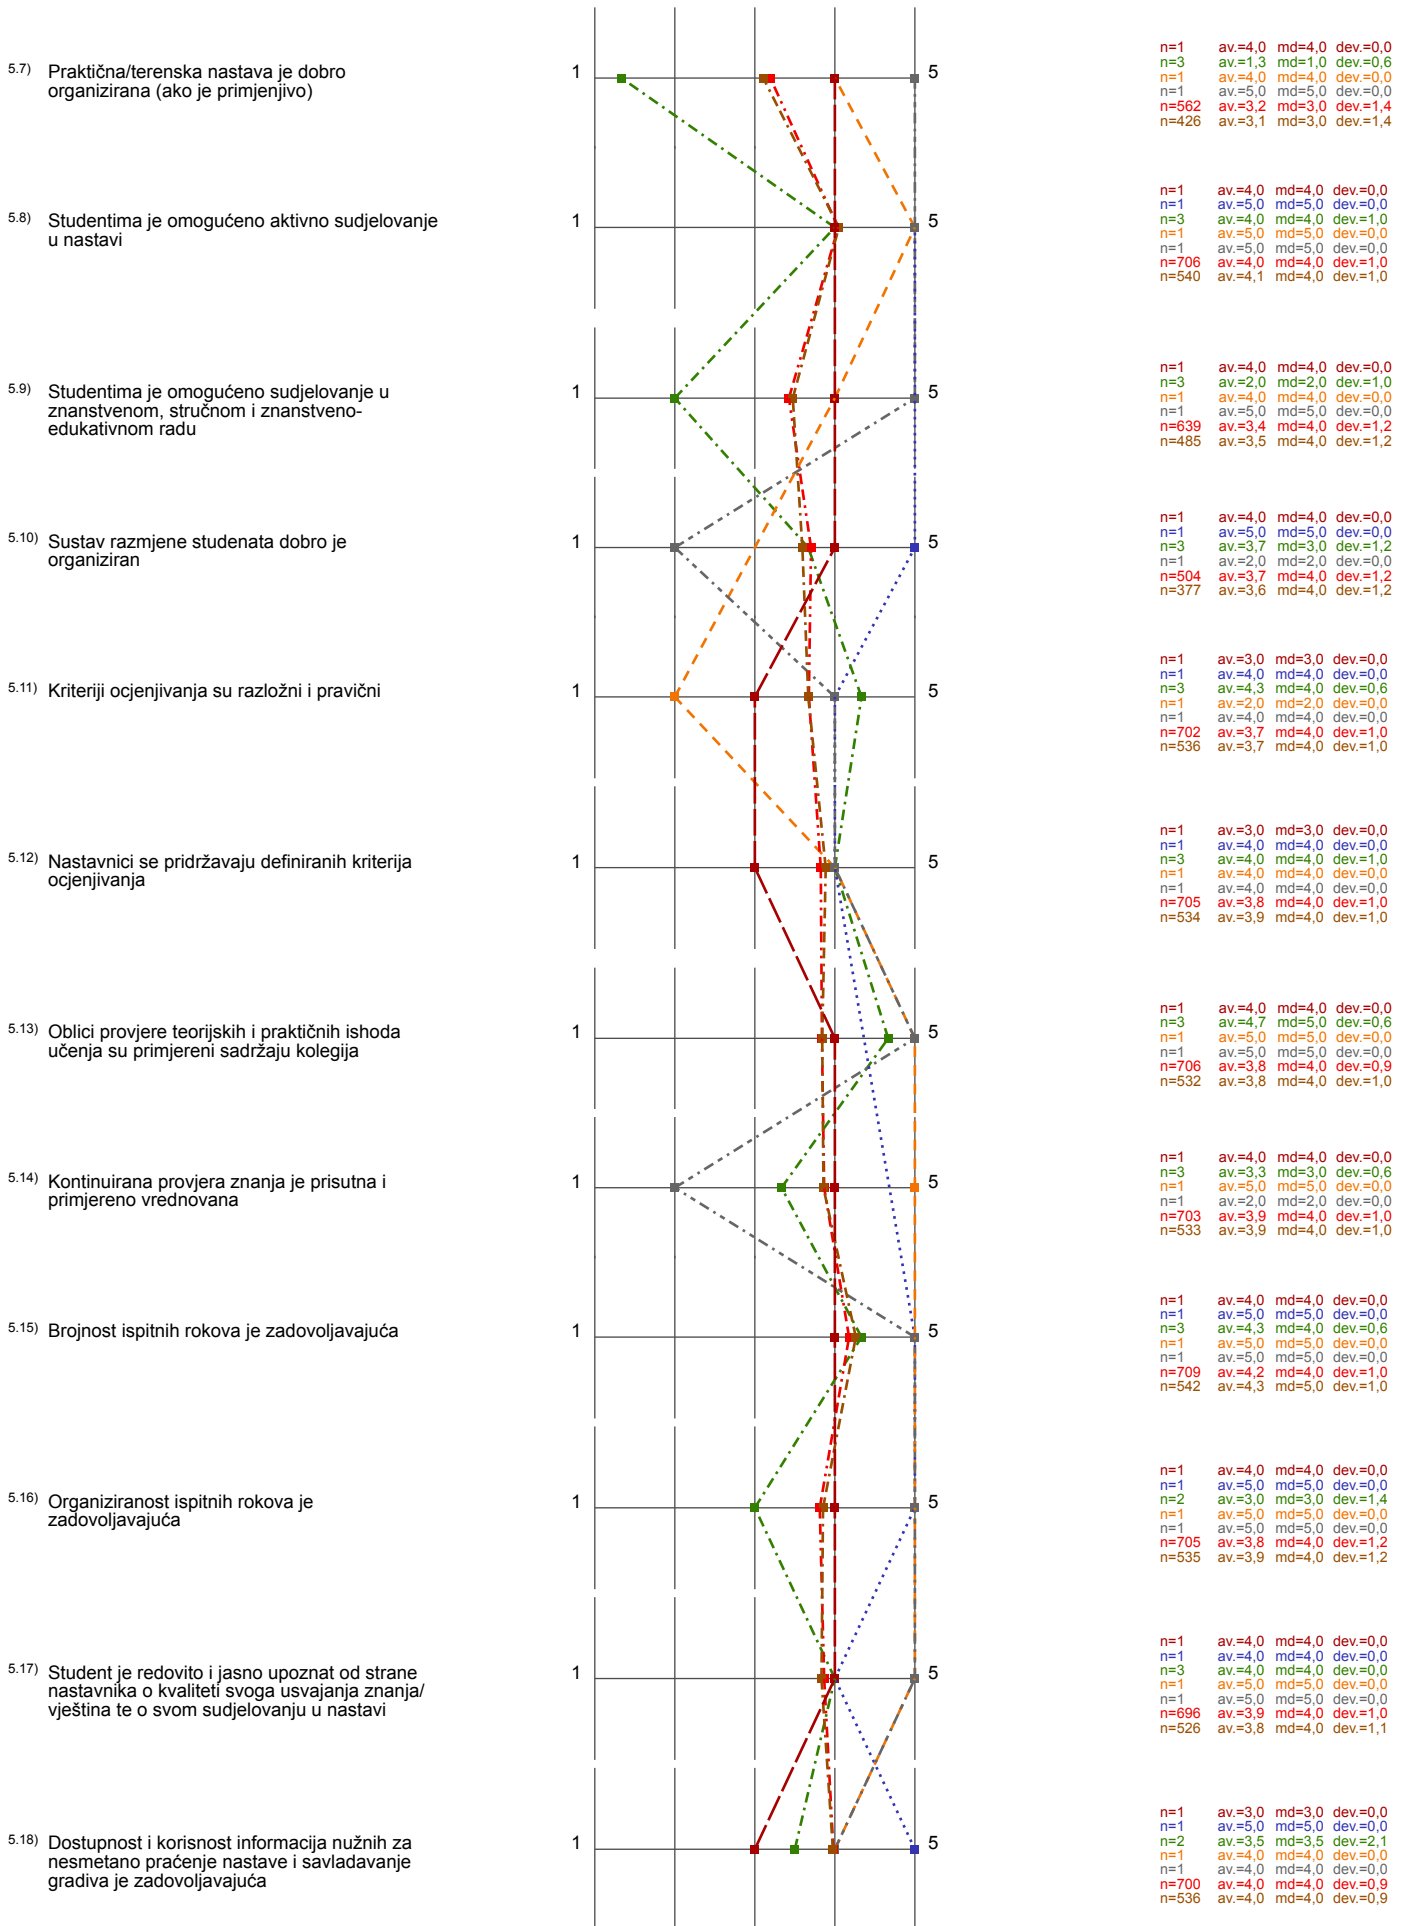 5.7) Praktična/terenska nastava je dobro
organizirana (ako je primjenjivo)
1
5
n=1 av.=4,0 md=4,0 dev.=0,0
n=3 av.=1,3 md=1,0 dev.=0,6
n=1 av.=4,0 md=4,0 dev.=0,0
n=1 av.=5,0 md=5,0 dev.=0,0
n=562 av.=3,2 md=3,0 dev.=1,4
n=426 av.=3,1 md=3,0 dev.=1,4
5.8) Studentima je omogućeno aktivno sudjelovanje
u nastavi
1
5
n=1 av.=4,0 md=4,0 dev.=0,0
n=1 av.=5,0 md=5,0 dev.=0,0
n=3 av.=4,0 md=4,0 dev.=1,0
n=1 av.=5,0 md=5,0 dev.=0,0
n=1 av.=5,0 md=5,0 dev.=0,0
n=706 av.=4,0 md=4,0 dev.=1,0
n=540 av.=4,1 md=4,0 dev.=1,0
5.9) Studentima je omogućeno sudjelovanje u
znanstvenom, stručnom i znanstveno-
edukativnom radu
1
5
n=1 av.=4,0 md=4,0 dev.=0,0
n=3 av.=2,0 md=2,0 dev.=1,0
n=1 av.=4,0 md=4,0 dev.=0,0
n=1 av.=5,0 md=5,0 dev.=0,0
n=639 av.=3,4 md=4,0 dev.=1,2
n=485 av.=3,5 md=4,0 dev.=1,2
5.10) Sustav razmjene studenata dobro je
organiziran
1
5
n=1 av.=4,0 md=4,0 dev.=0,0
n=1 av.=5,0 md=5,0 dev.=0,0
n=3 av.=3,7 md=3,0 dev.=1,2
n=1 av.=2,0 md=2,0 dev.=0,0
n=504 av.=3,7 md=4,0 dev.=1,2
n=377 av.=3,6 md=4,0 dev.=1,2
5.11) Kriteriji ocjenjivanja su razložni i pravični
1
5
n=1 av.=3,0 md=3,0 dev.=0,0
n=1 av.=4,0 md=4,0 dev.=0,0
n=3 av.=4,3 md=4,0 dev.=0,6
n=1 av.=2,0 md=2,0 dev.=0,0
n=1 av.=4,0 md=4,0 dev.=0,0
n=702 av.=3,7 md=4,0 dev.=1,0
n=536 av.=3,7 md=4,0 dev.=1,0
5.12) Nastavnici se pridržavaju definiranih kriterija
ocjenjivanja
1
5
n=1 av.=3,0 md=3,0 dev.=0,0
n=1 av.=4,0 md=4,0 dev.=0,0
n=3 av.=4,0 md=4,0 dev.=1,0
n=1 av.=4,0 md=4,0 dev.=0,0
n=1 av.=4,0 md=4,0 dev.=0,0
n=705 av.=3,8 md=4,0 dev.=1,0
n=534 av.=3,9 md=4,0 dev.=1,0
5.13) Oblici provjere teorijskih i praktičnih ishoda
učenja su primjereni sadržaju kolegija
1
5
n=1 av.=4,0 md=4,0 dev.=0,0
n=3 av.=4,7 md=5,0 dev.=0,6
n=1 av.=5,0 md=5,0 dev.=0,0
n=1 av.=5,0 md=5,0 dev.=0,0
n=706 av.=3,8 md=4,0 dev.=0,9
n=532 av.=3,8 md=4,0 dev.=1,0
5.14) Kontinuirana provjera znanja je prisutna i
primjereno vrednovana
1
5
n=1 av.=4,0 md=4,0 dev.=0,0
n=3 av.=3,3 md=3,0 dev.=0,6
n=1 av.=5,0 md=5,0 dev.=0,0
n=1 av.=2,0 md=2,0 dev.=0,0
n=703 av.=3,9 md=4,0 dev.=1,0
n=533 av.=3,9 md=4,0 dev.=1,0
5.15) Brojnost ispitnih rokova je zadovoljavajuća
1
5
n=1 av.=4,0 md=4,0 dev.=0,0
n=1 av.=5,0 md=5,0 dev.=0,0
n=3 av.=4,3 md=4,0 dev.=0,6
n=1 av.=5,0 md=5,0 dev.=0,0
n=1 av.=5,0 md=5,0 dev.=0,0
n=709 av.=4,2 md=4,0 dev.=1,0
n=542 av.=4,3 md=5,0 dev.=1,0
5.16) Organiziranost ispitnih rokova je
zadovoljavajuća
1
5
n=1 av.=4,0 md=4,0 dev.=0,0
n=1 av.=5,0 md=5,0 dev.=0,0
n=2 av.=3,0 md=3,0 dev.=1,4
n=1 av.=5,0 md=5,0 dev.=0,0
n=1 av.=5,0 md=5,0 dev.=0,0
n=705 av.=3,8 md=4,0 dev.=1,2
n=535 av.=3,9 md=4,0 dev.=1,2
5.17) Student je redovito i jasno upoznat od strane
nastavnika o kvaliteti svoga usvajanja znanja/
vještina te o svom sudjelovanju u nastavi
1
5
n=1 av.=4,0 md=4,0 dev.=0,0
n=1 av.=4,0 md=4,0 dev.=0,0
n=3 av.=4,0 md=4,0 dev.=0,0
n=1 av.=5,0 md=5,0 dev.=0,0
n=1 av.=5,0 md=5,0 dev.=0,0
n=696 av.=3,9 md=4,0 dev.=1,0
n=526 av.=3,8 md=4,0 dev.=1,1
5.18) Dostupnost i korisnost informacija nužnih za
nesmetano praćenje nastave i savladavanje
gradiva je zadovoljavajuća
1
5
n=1 av.=3,0 md=3,0 dev.=0,0
n=1 av.=5,0 md=5,0 dev.=0,0
n=2 av.=3,5 md=3,5 dev.=2,1
n=1 av.=4,0 md=4,0 dev.=0,0
n=1 av.=4,0 md=4,0 dev.=0,0
n=700 av.=4,0 md=4,0 dev.=0,9
n=536 av.=4,0 md=4,0 dev.=0,9